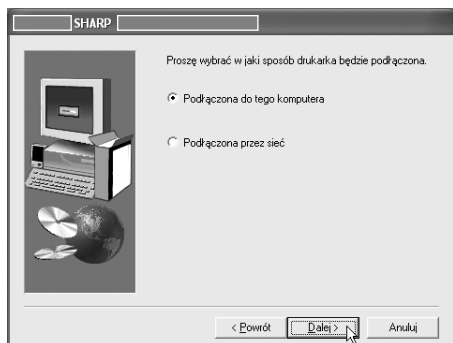 SHARP
Proszę wybrać w jaki sposób drukarka będzie podłączona.
Podłączona do tego komputera
Podłączona przez sieć
< Powrót
Dalej >
Anuluj